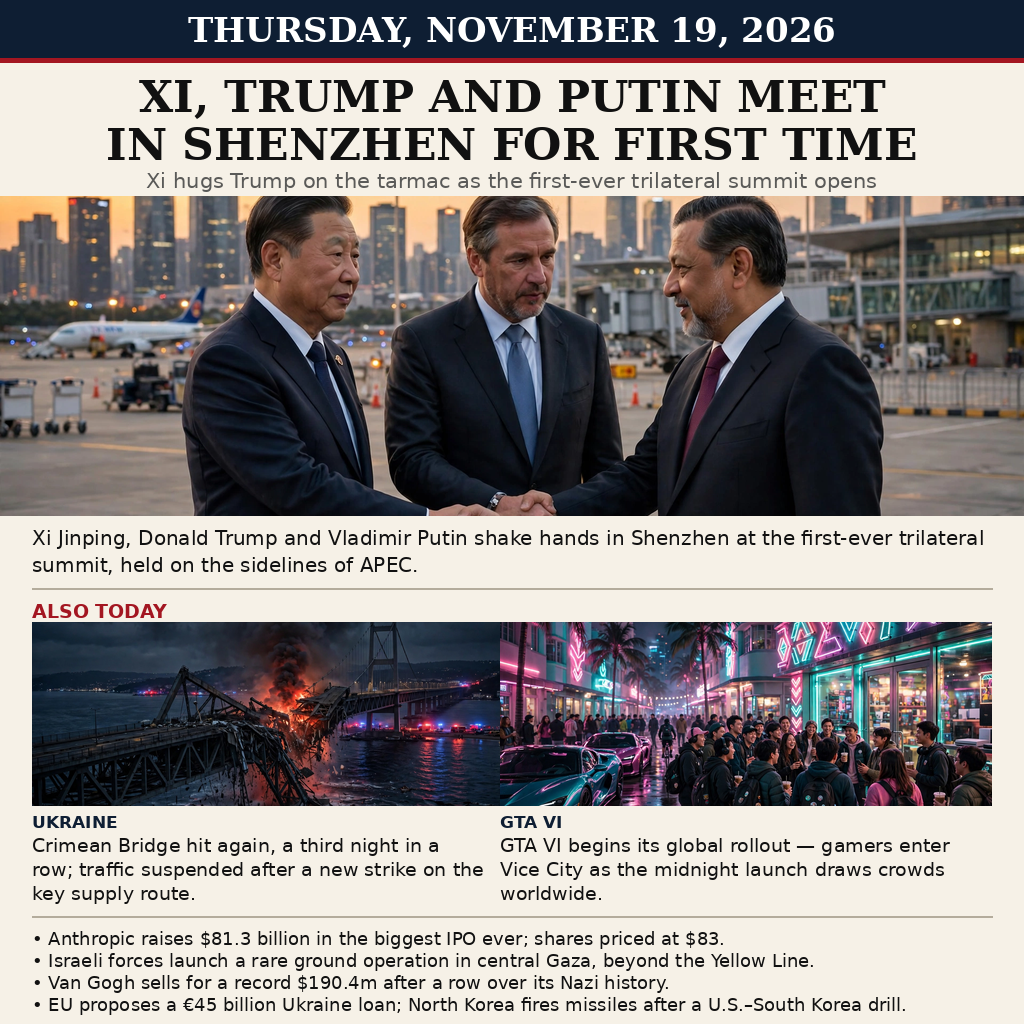 THURSDAY, NOVEMBER 19, 2026
XI, TRUMP AND PUTIN MEET
IN SHENZHEN FOR FIRST TIME
Xi hugs Trump on the tarmac as the first-ever trilateral summit opens
Xi Jinping, Donald Trump and Vladimir Putin shake hands in Shenzhen at the first-ever trilateral
summit, held on the sidelines of APEC.
ALSO TODAY
UKRAINE
Crimean Bridge hit again, a third night in a
row; traffic suspended after a new strike on the
key supply route.
GTA VI
GTA VI begins its global rollout — gamers enter
Vice City as the midnight launch draws crowds
worldwide.
• Anthropic raises $81.3 billion in the biggest IPO ever; shares priced at $83.
• Israeli forces launch a rare ground operation in central Gaza, beyond the Yellow Line.
• Van Gogh sells for a record $190.4m after a row over its Nazi history.
• EU proposes a €45 billion Ukraine loan; North Korea fires missiles after a U.S.–South Korea drill.